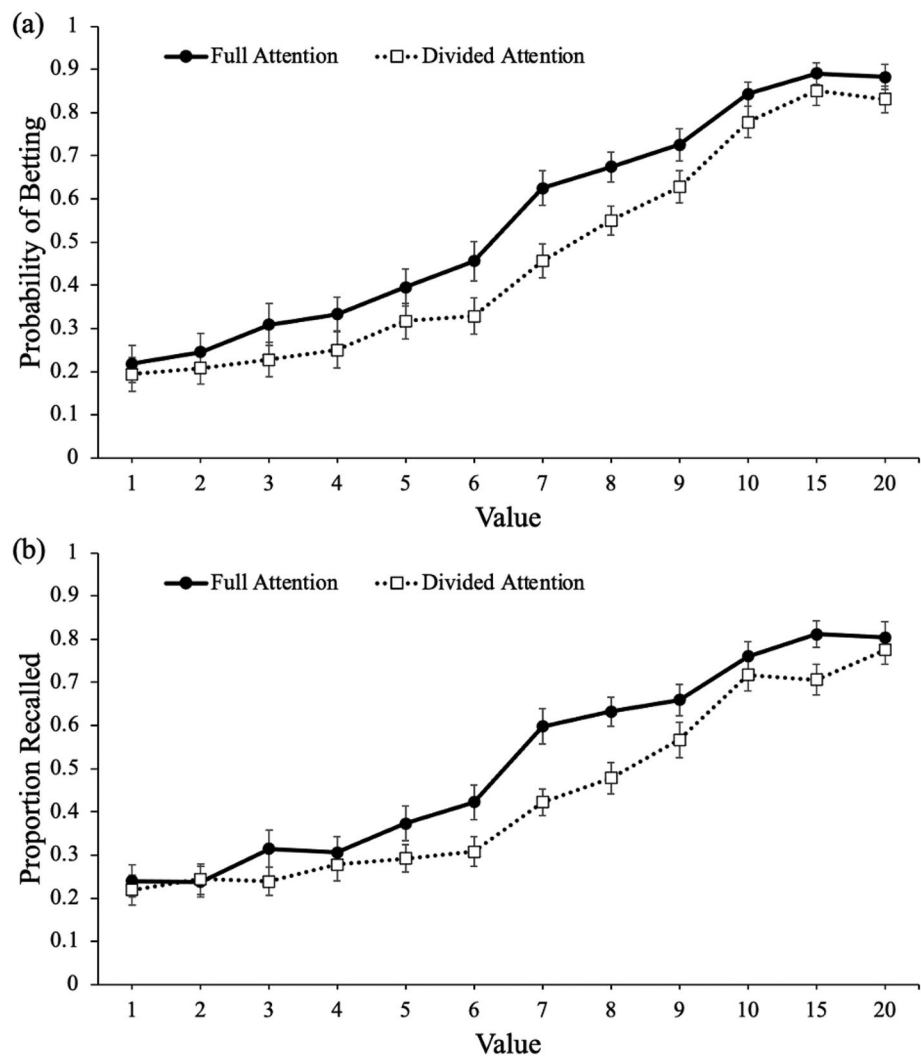 (a)
Full Attention
Divided Attention
Probability of Betting
1
0.9
0.8
0.7
0.6
0.5
0.4
0.3
0.2
0.1
0
1 2 3 4 5 6 7 8 9 10 15 20
Value
(b)
Full Attention
Divided Attention
Proportion Recalled
1
0.9
0.8
0.7
0.6
0.5
0.4
0.3
0.2
0.1
0
1 2 3 4 5 6 7 8 9 10 15 20
Value